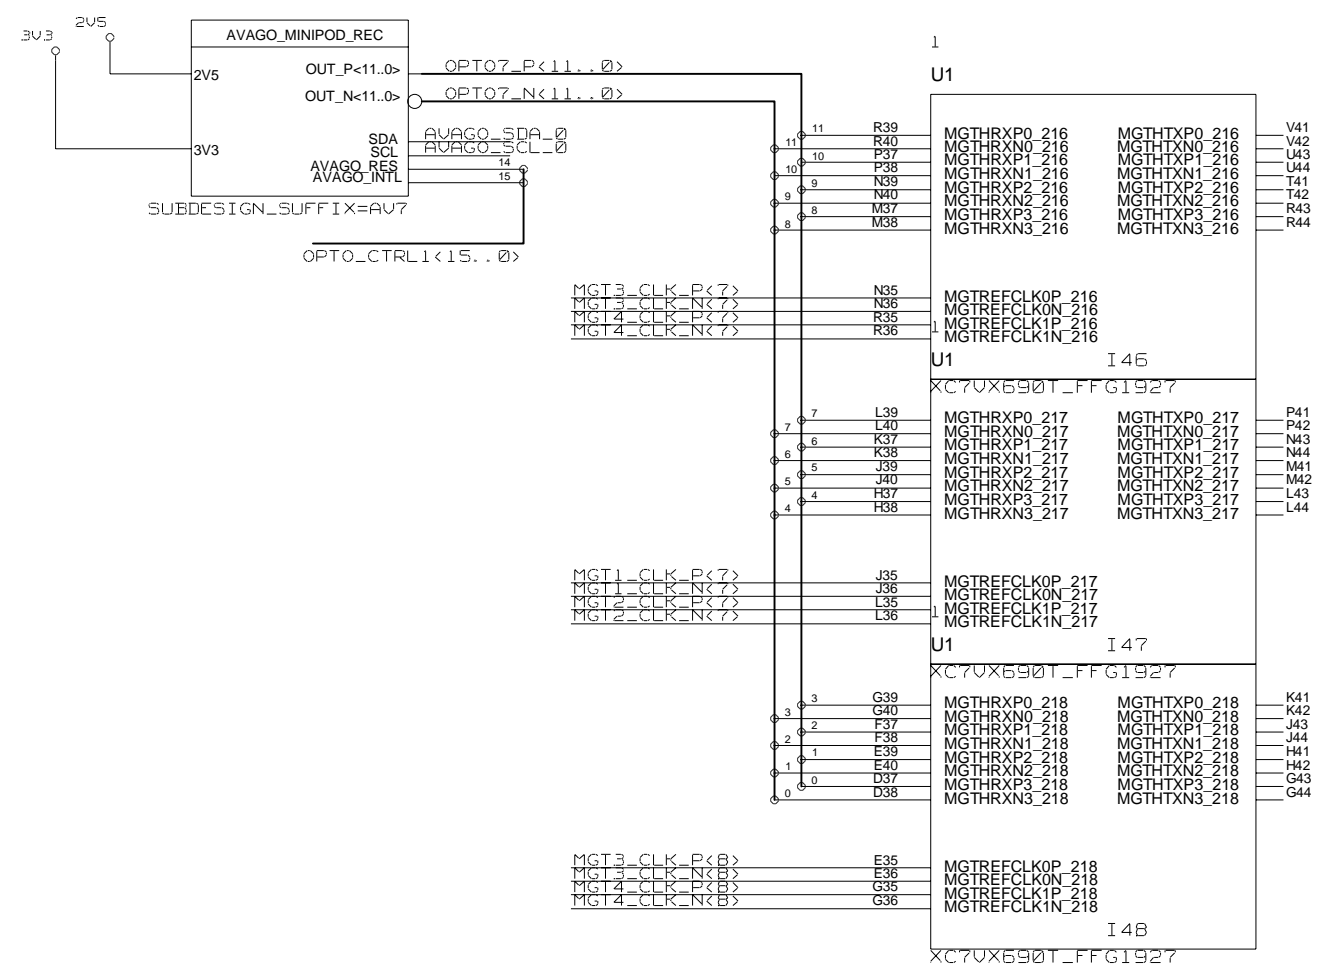 3V3
2V5
AVAGO_MINIPOD_REC
2V5
3V3
OUT_P<11..0>
OUT_N<11..0>
SDA
SCL
AVAGO_RES
AVAGO_INTL
OPTO7_P<11..0>
OPTO7_N<11..0>
AVAGO_SDA_0
AVAGO_SCL_0
14
15
SUBDESIGN_SUFFIX=AV7
OPTO_CTRL1<15..0>
1
U1
11 R39 MGTHRXP0_216 MGTHTXP0_216 V41
11 R40 MGTHRXN0_216 MGTHTXN0_216 V42
10 P37 MGTHRXP1_216 MGTHTXP1_216 U43
10 P38 MGTHRXN1_216 MGTHTXN1_216 U44
9 N39 MGTHRXP2_216 MGTHTXP2_216 T41
9 N40 MGTHRXN2_216 MGTHTXN2_216 T42
8 M37 MGTHRXP3_216 MGTHTXP3_216 R43
8 M38 MGTHRXN3_216 MGTHTXN3_216 R44
MGT3_CLK_P<7> N35 MGTREFCLK0P_216
MGT3_CLK_N<7> N36 MGTREFCLK0N_216
MGT4_CLK_P<7> R35 MGTREFCLK1P_216
MGT4_CLK_N<7> R36 MGTREFCLK1N_216
1
U1 I46
XC7VX690T_FFG1927
7 L39 MGTHRXP0_217 MGTHTXP0_217 P41
7 L40 MGTHRXN0_217 MGTHTXN0_217 P42
6 K37 MGTHRXP1_217 MGTHTXP1_217 N43
6 K38 MGTHRXN1_217 MGTHTXN1_217 N44
5 J39 MGTHRXP2_217 MGTHTXP2_217 M41
5 J40 MGTHRXN2_217 MGTHTXN2_217 M42
4 H37 MGTHRXP3_217 MGTHTXP3_217 L43
4 H38 MGTHRXN3_217 MGTHTXN3_217 L44
MGT1_CLK_P<7> J35 MGTREFCLK0P_217
MGT1_CLK_N<7> J36 MGTREFCLK0N_217
MGT2_CLK_P<7> L35 MGTREFCLK1P_217
MGT2_CLK_N<7> L36 MGTREFCLK1N_217
1
U1 I47
XC7VX690T_FFG1927
3 G39 MGTHRXP0_218 MGTHTXP0_218 K41
3 G40 MGTHRXN0_218 MGTHTXN0_218 K42
2 F37 MGTHRXP1_218 MGTHTXP1_218 J43
2 F38 MGTHRXN1_218 MGTHTXN1_218 J44
1 E39 MGTHRXP2_218 MGTHTXP2_218 H41
1 E40 MGTHRXN2_218 MGTHTXN2_218 H42
0 D37 MGTHRXP3_218 MGTHTXP3_218 G43
0 D38 MGTHRXN3_218 MGTHTXN3_218 G44
MGT3_CLK_P<8> E35 MGTREFCLK0P_218
MGT3_CLK_N<8> E36 MGTREFCLK0N_218
MGT4_CLK_P<8> G35 MGTREFCLK1P_218
MGT4_CLK_N<8> G36 MGTREFCLK1N_218
I48
XC7VX690T_FFG1927